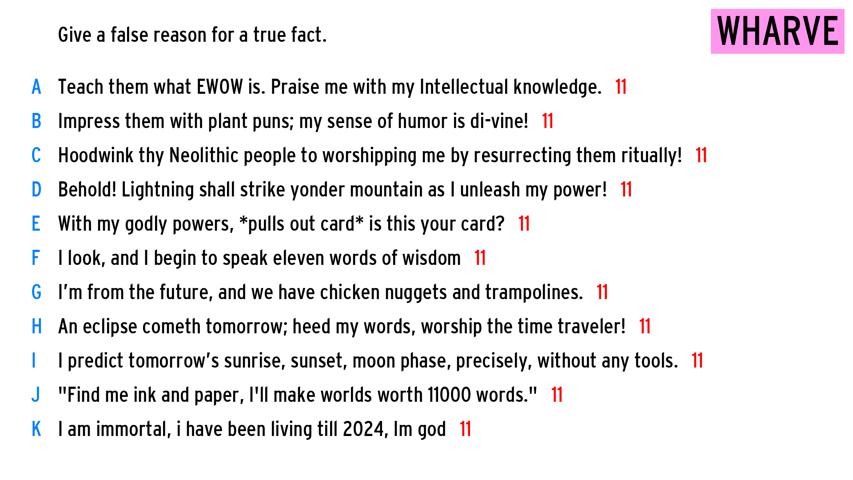 Give a false reason for a true fact.
WHARVE
A Teach them what EWOW is. Praise me with my Intellectual knowledge. 11
B Impress them with plant puns; my sense of humor is di-vine! 11
C Hoodwink thy Neolithic people to worshipping me by resurrecting them ritually! 11
D Behold! Lightning shall strike yonder mountain as I unleash my power! 11
E With my godly powers, *pulls out card* is this your card? 11
F I look, and I begin to speak eleven words of wisdom 11
G I'm from the future, and we have chicken nuggets and trampolines. 11
H An eclipse cometh tomorrow; heed my words, worship the time traveler! 11
I I predict tomorrow's sunrise, sunset, moon phase, precisely, without any tools. 11
J "Find me ink and paper, I'll make worlds worth 11000 words." 11
K I am immortal, i have been living till 2024, Im god 11